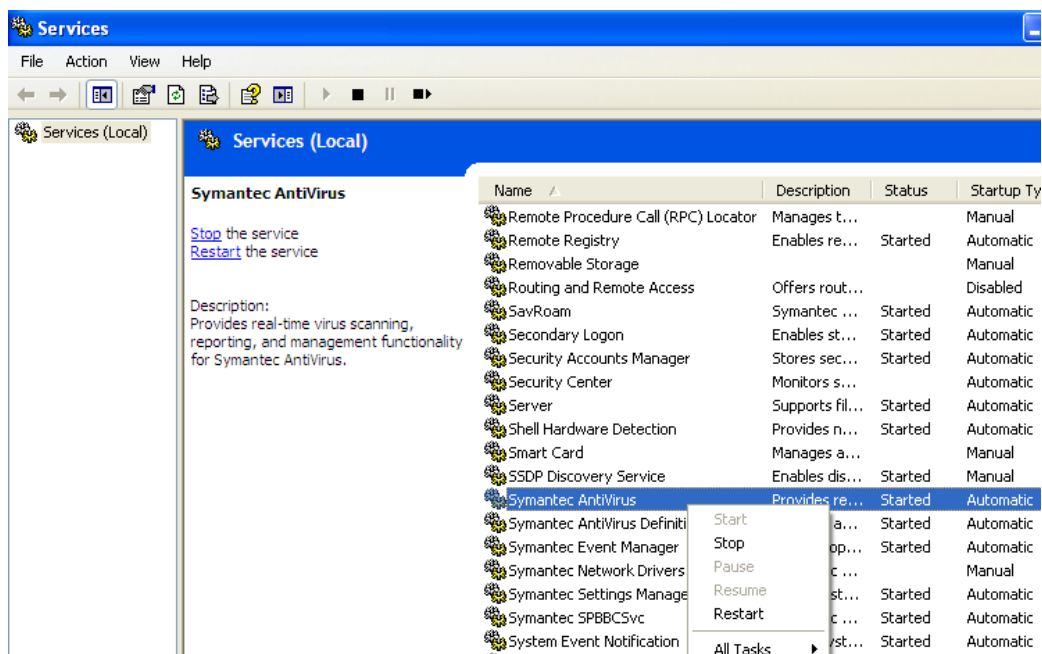 Services
File Action View Help
Services (Local)
Services (Local)
Symantec AntiVirus
Stop the service
Restart the service
Description:
Provides real-time virus scanning,
reporting, and management functionality
for Symantec AntiVirus.
Name Description Status Startup Ty
Remote Procedure Call (RPC) Locator Manages t... Manual
Remote Registry Enables re... Started Automatic
Removable Storage Manual
Routing and Remote Access Offers rout... Disabled
SavRoam Symantec ... Started Automatic
Secondary Logon Enables st... Started Automatic
Security Accounts Manager Stores sec... Started Automatic
Security Center Monitors s... Automatic
Server Supports fil... Started Automatic
Shell Hardware Detection Provides n... Started Automatic
Smart Card Manages a... Manual
SSDP Discovery Service Enables dis... Started Manual
Symantec AntiVirus Provides re... Started Automatic
Symantec AntiVirus Definiti a... Started Automatic
Symantec Event Manager op... Started Automatic
Symantec Network Drivers c ... Manual
Symantec Settings Manage st... Started Automatic
Symantec SPBBCSvc c ... Started Automatic
System Event Notification yst... Started Automatic
Start
Stop
Pause
Resume
Restart
All Tasks